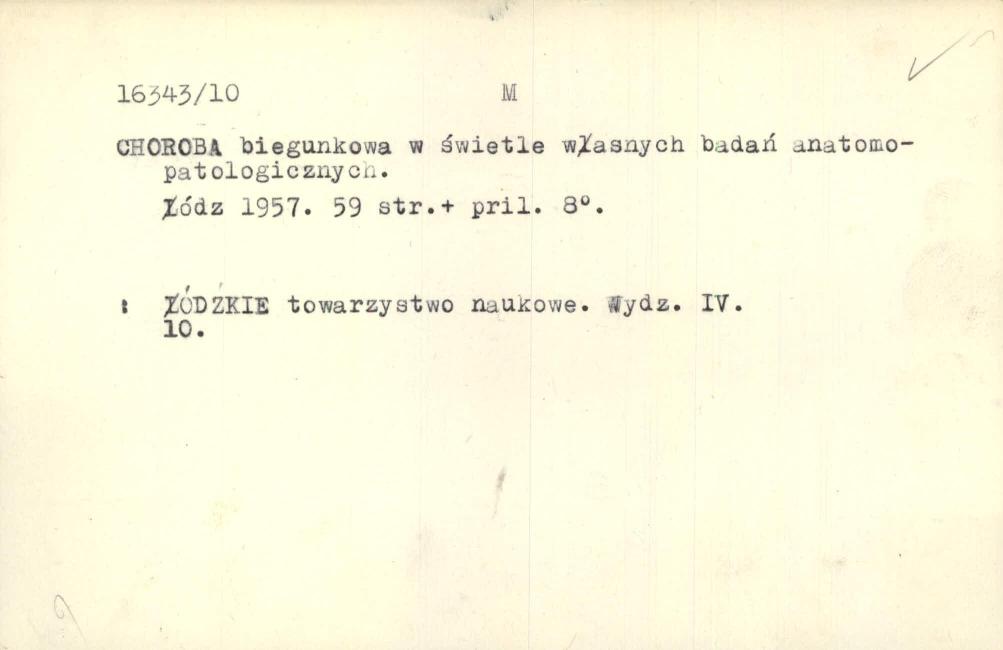 16343/10 M
CHOROBA biegunkowa w świetle własnych badań anatomo-
patologicznych.
Łódz 1957. 59 str.+ pril. 8°.
: ŁÓDZKIE towarzystwo naukowe. Wydz. IV.
10.